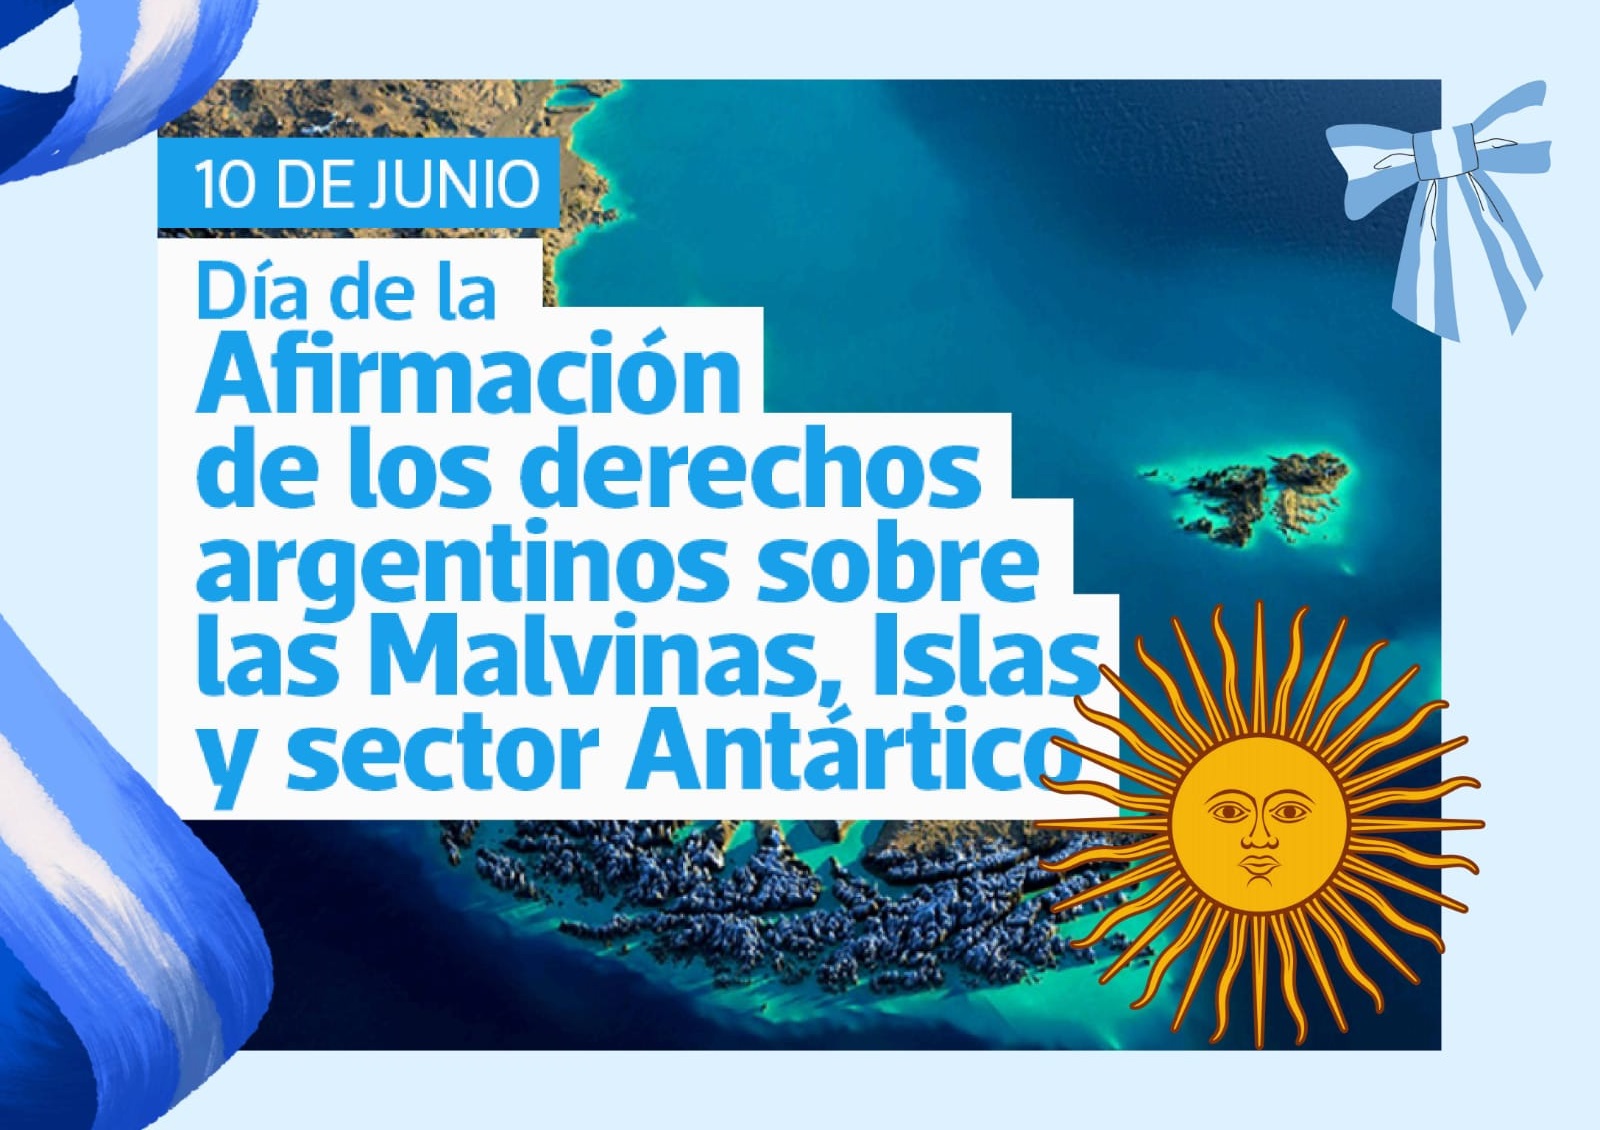 10 DE JUNIO
Día de la
Afirmación
de los derechos
argentinos sobre
las Malvinas, Islas
y sector Antártico